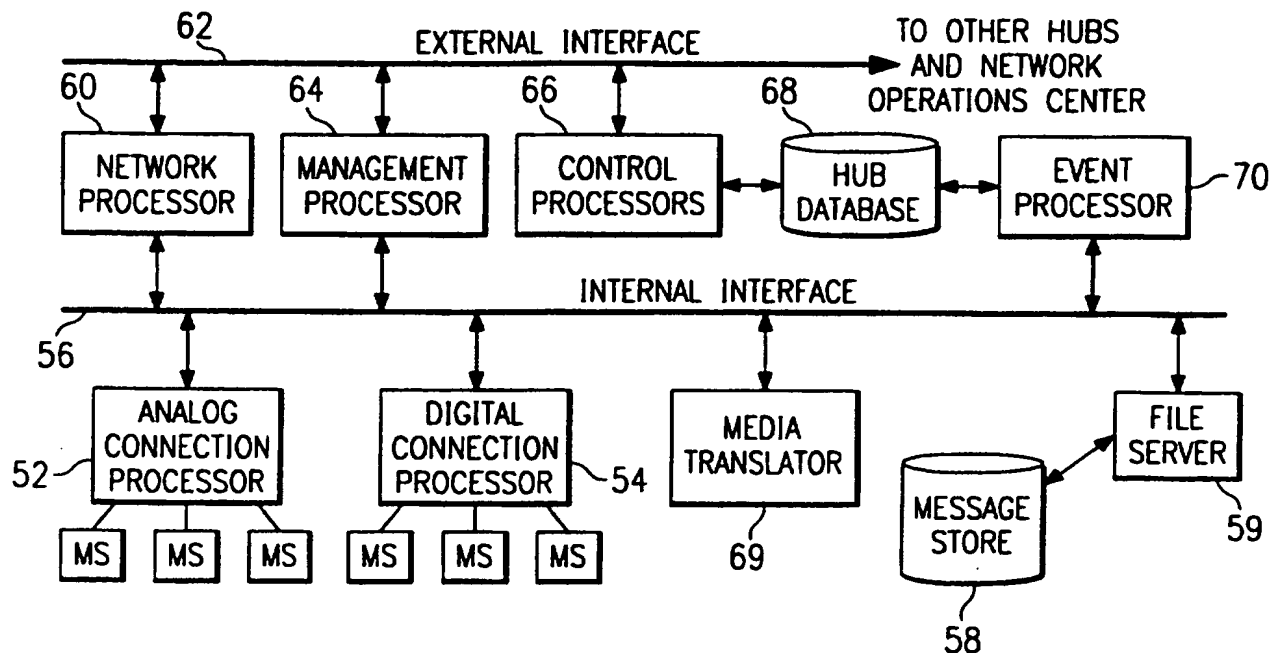 62
EXTERNAL INTERFACE
TO OTHER HUBS
AND NETWORK
OPERATIONS CENTER
60
64
66
68
NETWORK
PROCESSOR
MANAGEMENT
PROCESSOR
CONTROL
PROCESSORS
HUB
DATABASE
EVENT
PROCESSOR
70
INTERNAL INTERFACE
56
ANALOG
CONNECTION
PROCESSOR
52
DIGITAL
CONNECTION
PROCESSOR
54
MEDIA
TRANSLATOR
69
FILE
SERVER
59
MESSAGE
STORE
58
MS
MS
MS
MS
MS
MS